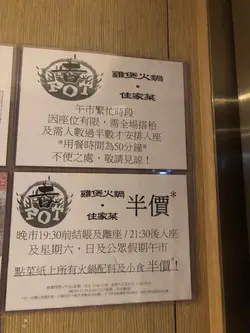 POT
雞煲火鍋
·
住家菜
午市繁忙時段
因座位有限，需全場搭枱
及需人數過半數才安排入座
*用餐時間為50分鐘*
不便之處，敬請見諒！
POT
雞煲火鍋
·
住家菜
半價*
晚市19:30前結賬及離座 / 21:30後入座
及星期六、日及公眾假期午市
點菜紙上所有火鍋配料及小食 半價*！